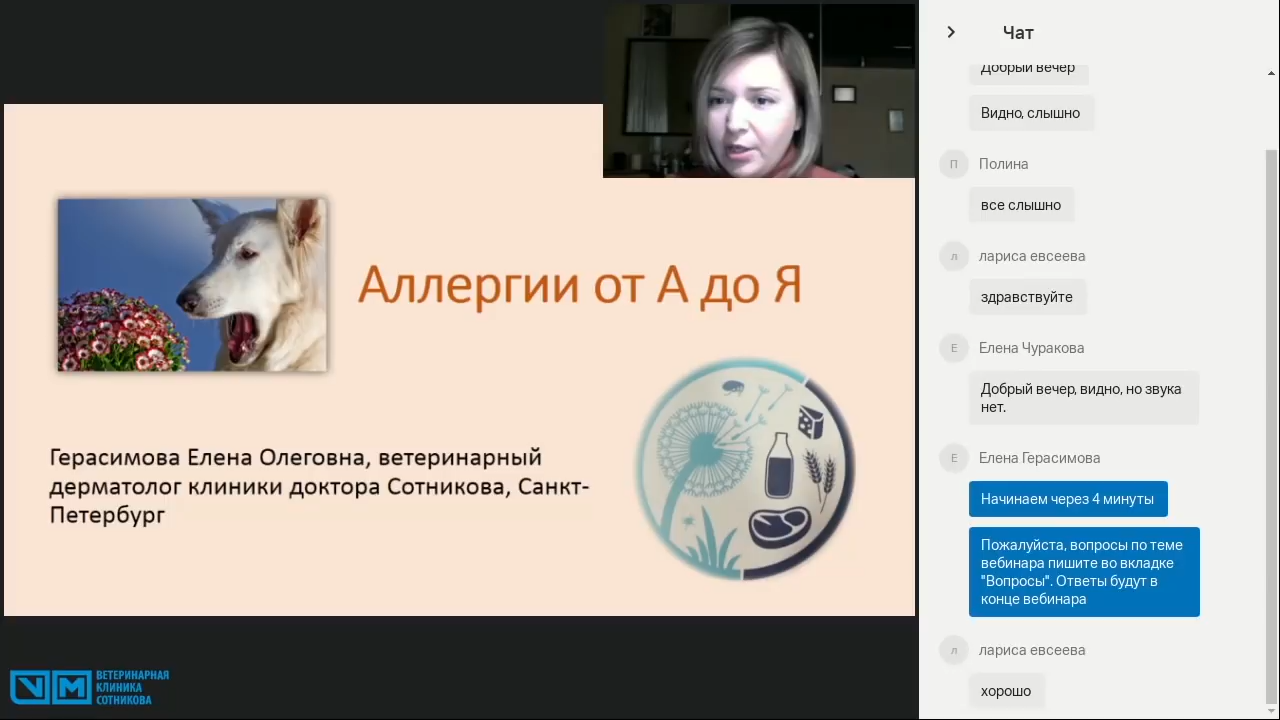 Аллергии от А до Я
Герасимова Елена Олеговна, ветеринарный
дерматолог клиники доктора Сотникова, Санкт-
Петербург
VM
ВЕТЕРИНАРНАЯ
КЛИНИКА
СОТНИКОВА
Чат
Добрый вечер
Видно, слышно
П
Полина
все слышно
л
лариса евсеева
здравствуйте
Е
Елена Чуракова
Добрый вечер, видно, но звука
нет.
Е
Елена Герасимова
Начинаем через 4 минуты
Пожалуйста, вопросы по теме
вебинара пишите во вкладке
"Вопросы". Ответы будут в
конце вебинара
л
лариса евсеева
хорошо